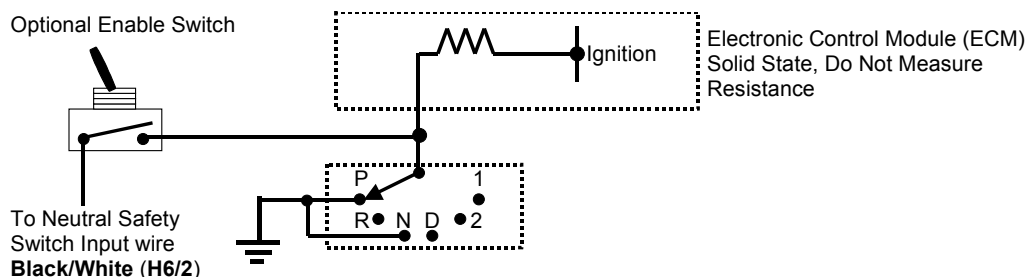 Optional Enable Switch
Ignition
Electronic Control Module (ECM)
Solid State, Do Not Measure
Resistance
P 1
R N D 2
To Neutral Safety
Switch Input wire
Black/White (H6/2)